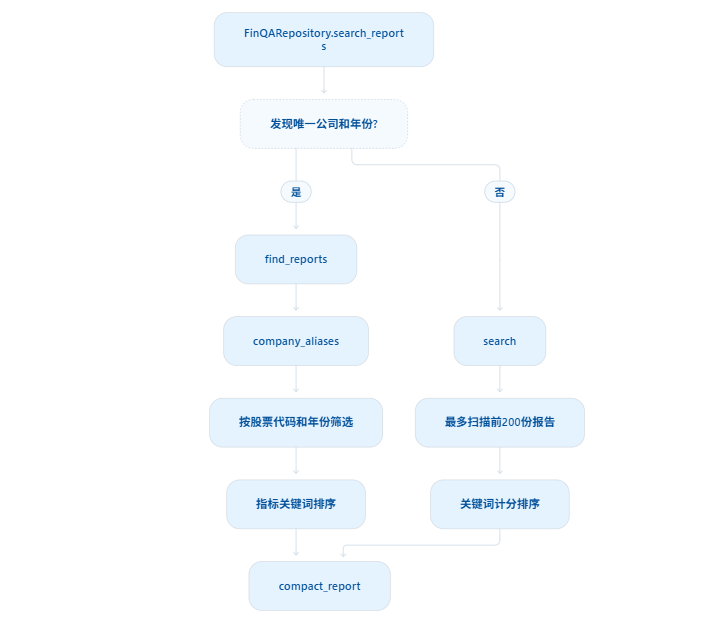 FinQARepository.search_report
s
发现唯一公司和年份?
是
否
find_reports
company_aliases
search
按股票代码和年份筛选
最多扫描前200份报告
指标关键词排序
关键词计分排序
compact_report